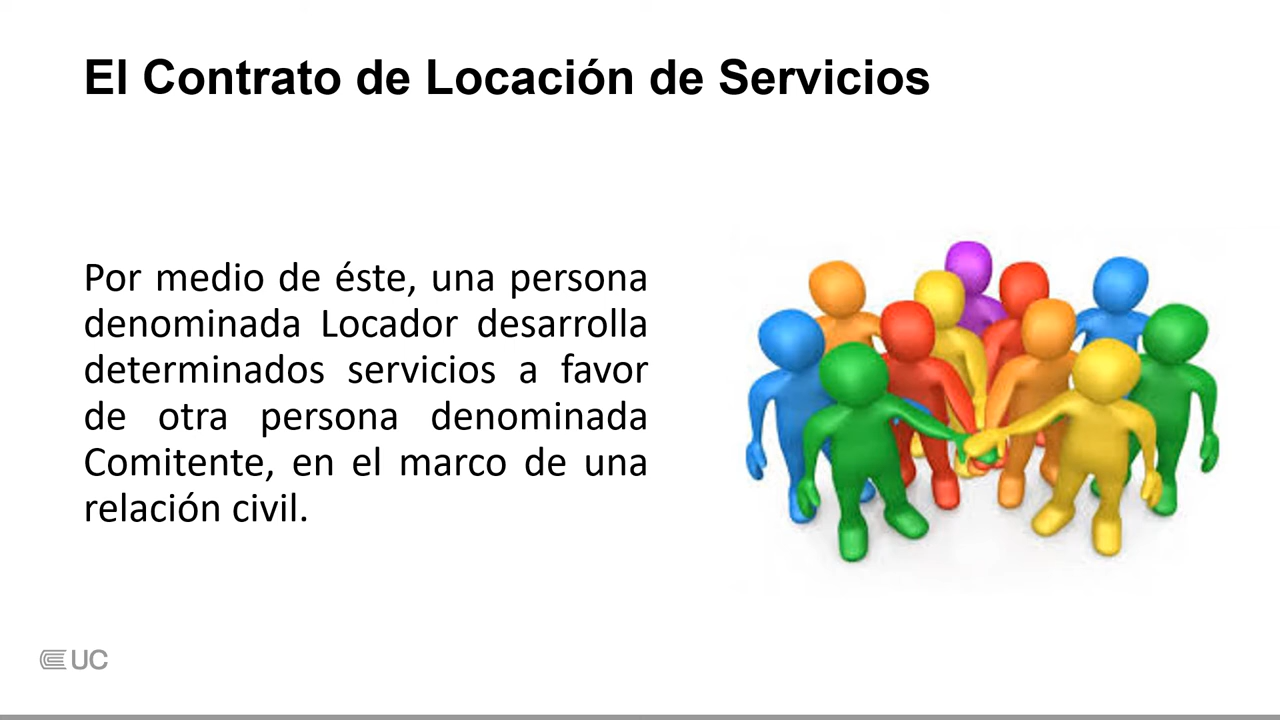 El Contrato de Locación de Servicios
Por medio de éste, una persona
denominada Locador desarrolla
determinados servicios a favor
de otra persona denominada
Comitente, en el marco de una
relación civil.
UC